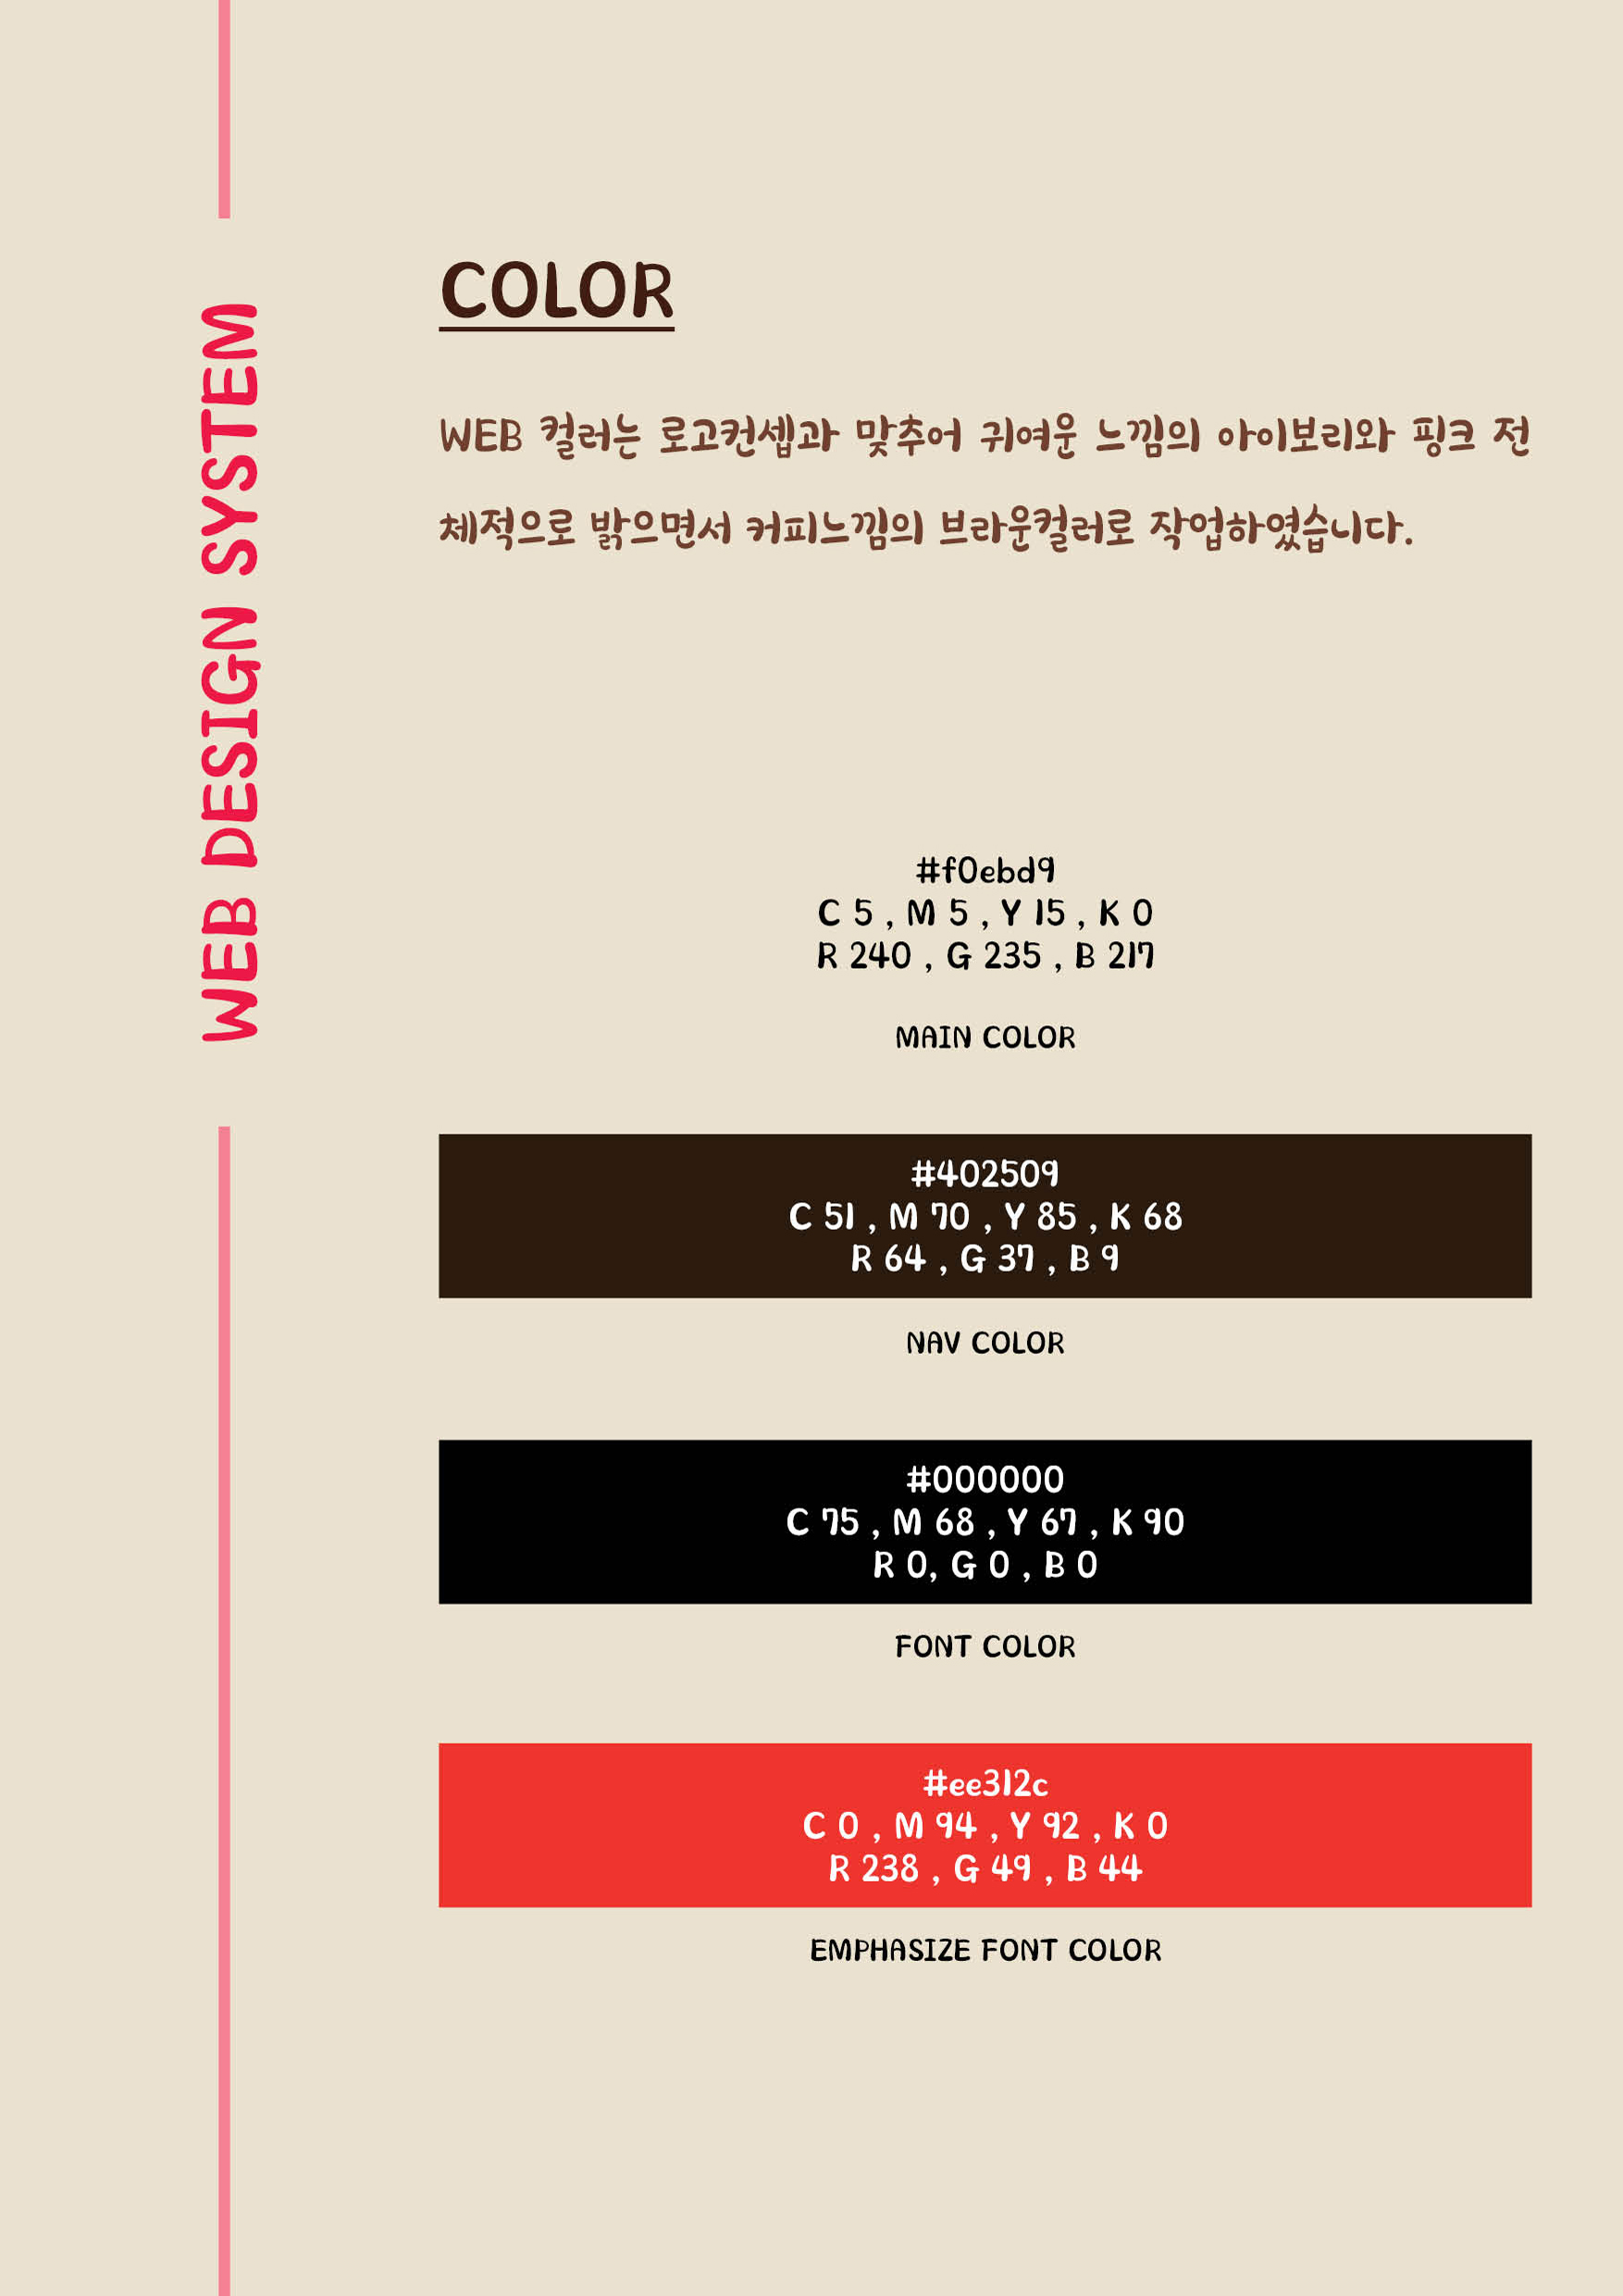 WEB DESIGN SYSTEM
COLOR
WEB 컬러는 로고컨셉과 맞추어 귀여운 느낌의 아이보리와 핑크 전
체적으로 밝으면서 커피느낌의 브라운컬러로 작업하였습니다.
#f0ebd9
C 5 , M 5 , Y 15 , K 0
R 240 , G 235 , B 217
MAIN COLOR
#402509
C 51 , M 70 , Y 85 , K 68
R 64 , G 37 , B 9
NAV COLOR
#000000
C 75 , M 68 , Y 67 , K 90
R 0, G 0 , B 0
FONT COLOR
#ee312c
C 0 , M 94 , Y 92 , K 0
R 238 , G 49 , B 44
EMPHASIZE FONT COLOR